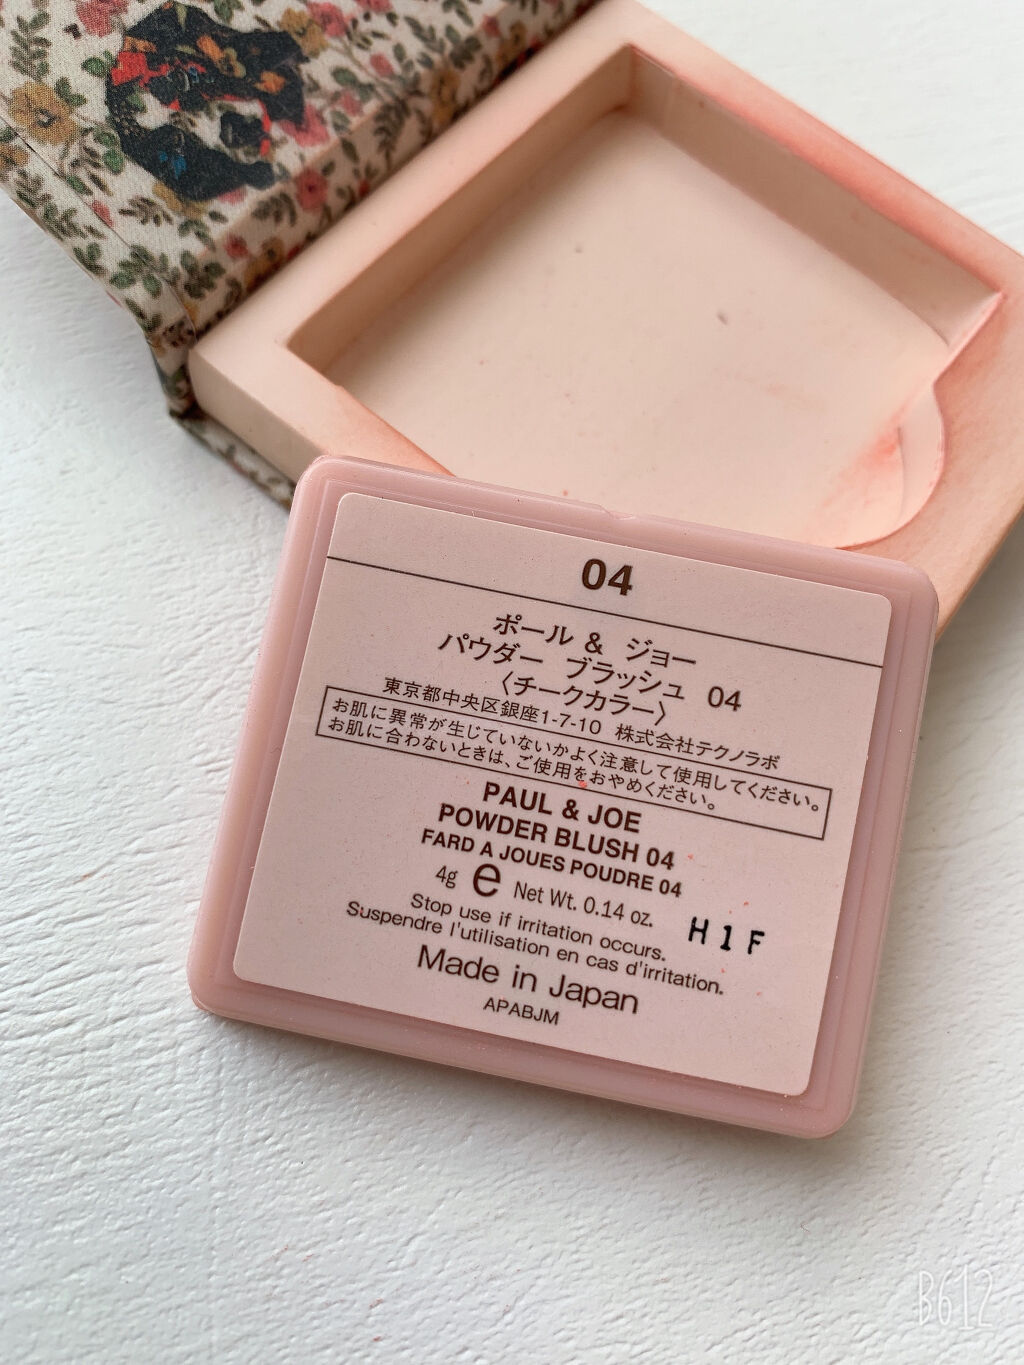 04
ポール & ジョー
パウダー ブラッシュ 04
〈チークカラー〉
東京都中央区銀座1-7-10 株式会社テクノラボ
お肌に異常が生じていないかよく注意して使用してください。
お肌に合わないときは、ご使用をおやめください。
PAUL & JOE
POWDER BLUSH 04
FARD A JOUES POUDRE 04
4g e Net Wt. 0.14 oz.
Stop use if irritation occurs.
Suspendre l'utilisation en cas d'irritation.
H1F
Made in Japan
APABJM
B612